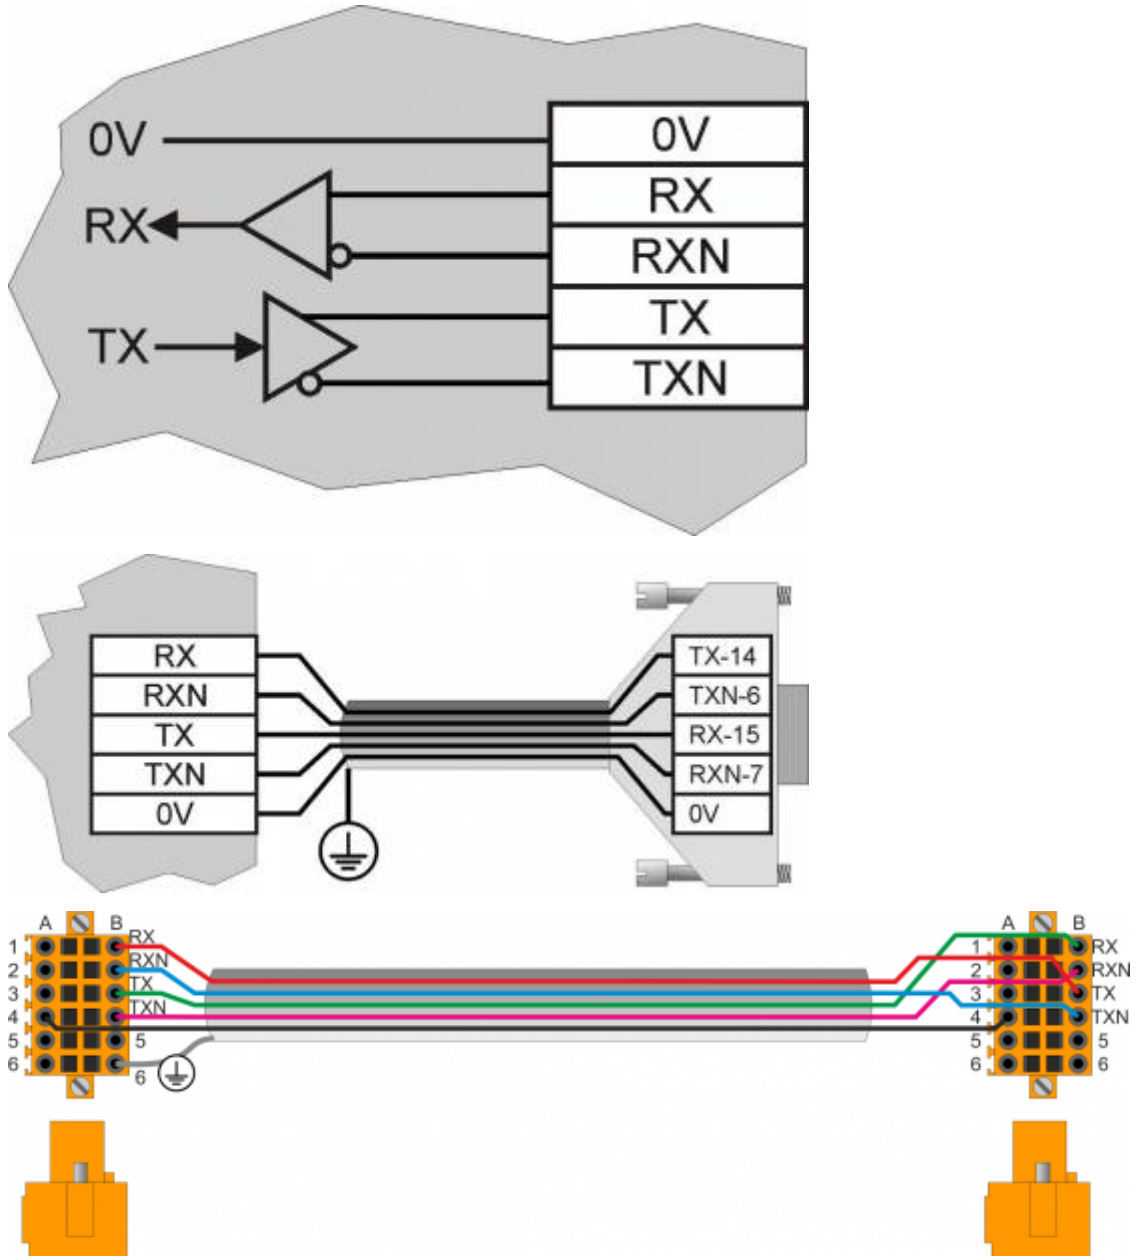 0V 0V
RX RX
RXN
TX TX
TXN
RX TX-14
RXN TXN-6
TX RX-15
TXN RXN-7
0V 0V
A B A B
1 RX 1 RX
2 RXN 2 RXN
3 TX 3 TX
4 TXN 4 TXN
5 5 5 5
6 6 6 6